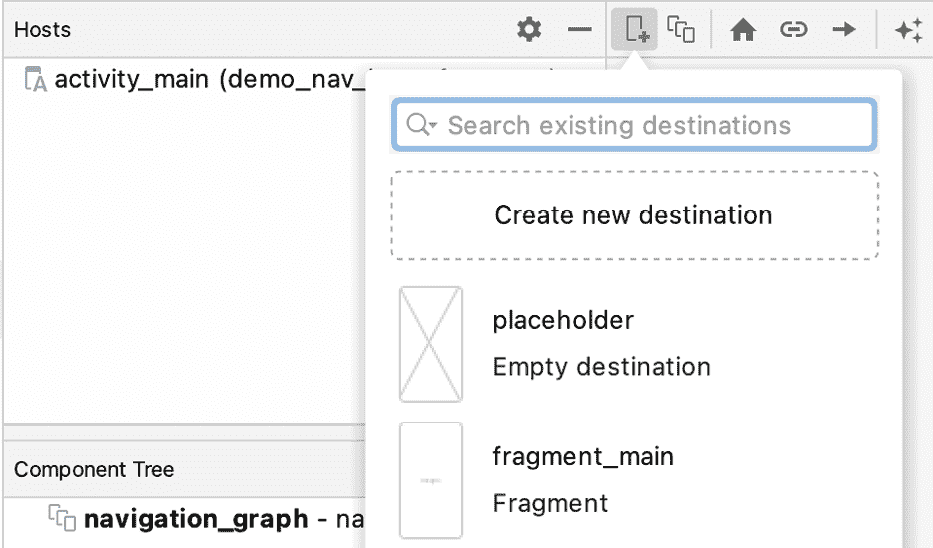 Hosts
activity_main (demo_nav_
Search existing destinations
Create new destination
placeholder
Empty destination
fragment_main
Fragment
Component Tree
navigation_graph - na